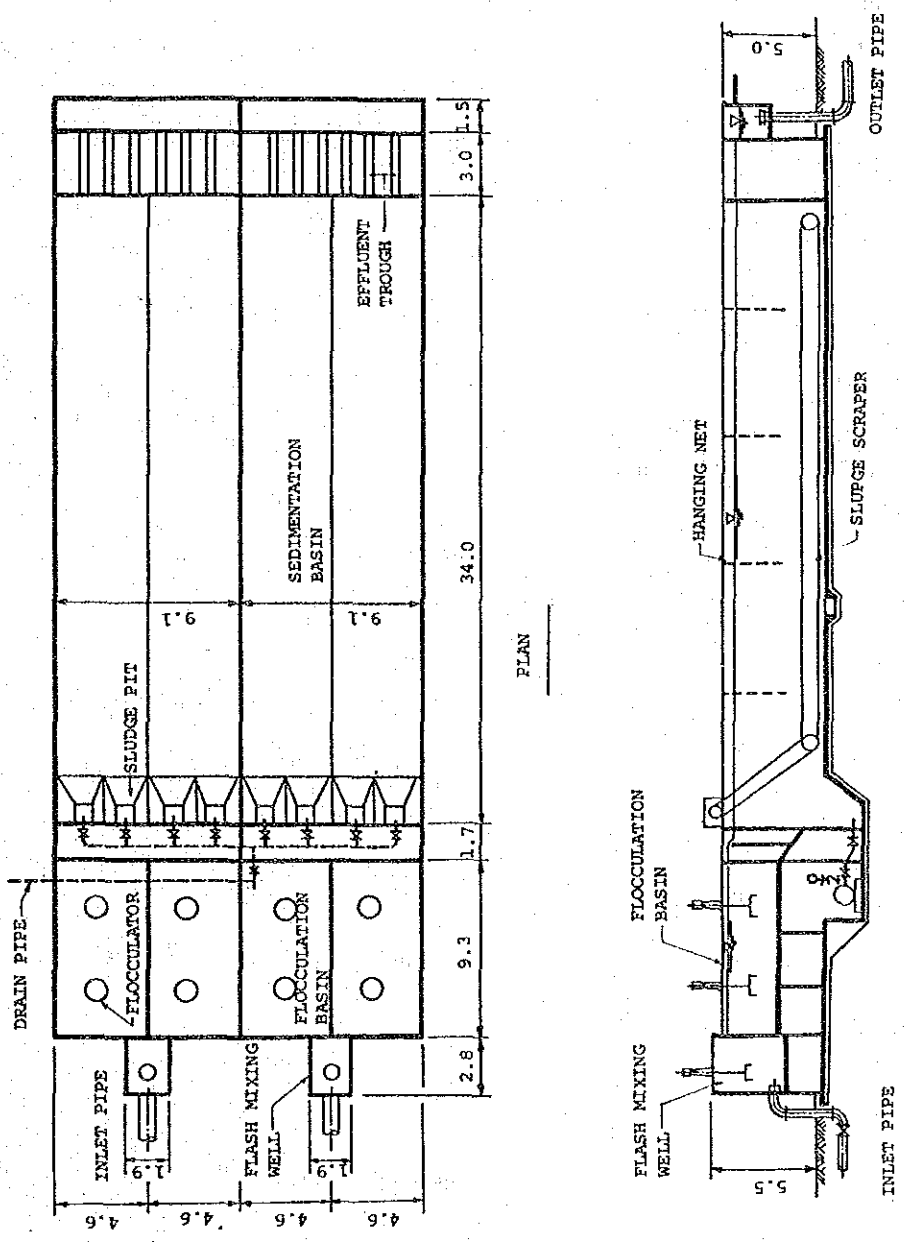 DRAIN PIPE
SLUDGE PIT
SEDIMENTATION
BASIN
EFFLUENT
TROUGH
FLOCCULATOR
FLOCCULATION
BASIN
INLET PIPE
FLASH MIXING
WELL
9.1
9.1
1.9
1.9
4.6
4.6
4.6
4.6
2.8
9.3
1.7
34.0
3.0
1.5
PLAN
FLASH MIXING
WELL
FLOCCULATION
BASIN
HANGING NET
SLUPGE SCRAPER
INLET PIPE
OUTLET PIPE
5.5
5.0